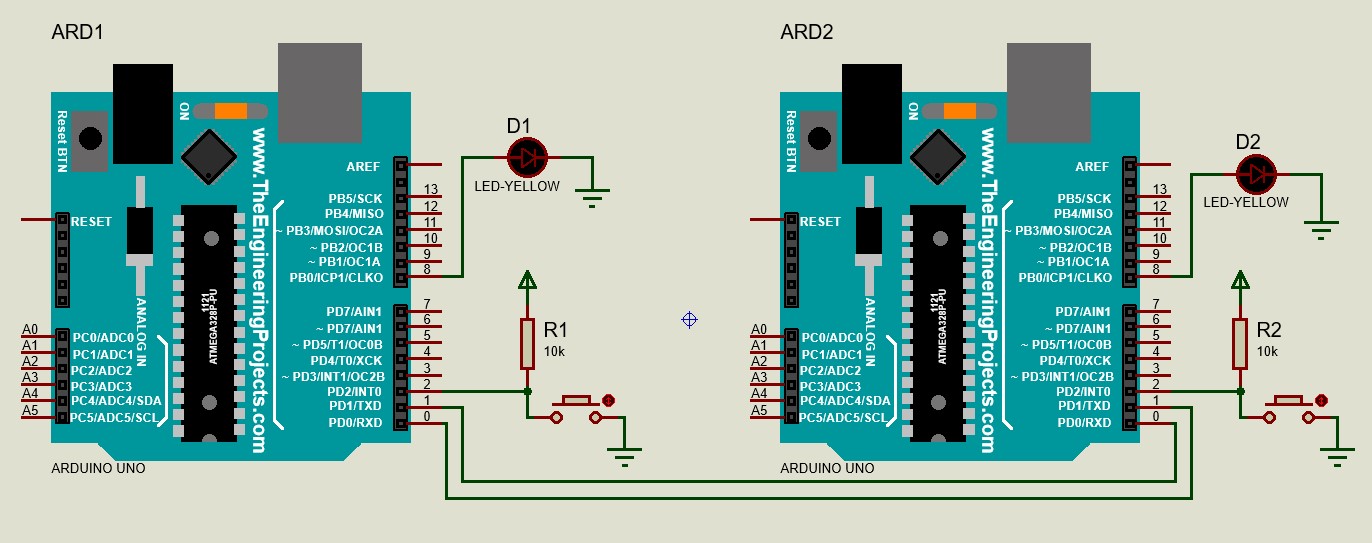 ARD1
Reset BTN
ON
www.TheEngineeringProjects.com
1121
ATMEGA328P-PU
ANALOG IN
RESET
A0
A1
A2
A3
A4
A5
PC0/ADC0
PC1/ADC1
PC2/ADC2
PC3/ADC3
PC4/ADC4/SDA
PC5/ADC5/SCL
AREF
PB5/SCK 13
PB4/MISO 12
~ PB3/MOSI/OC2A 11
~ PB2/OC1B 10
~ PB1/OC1A 9
PB0/ICP1/CLKO 8
PD7/AIN1 7
~ PD7/AIN1 6
~ PD5/T1/OC0B 5
PD4/T0/XCK 4
~ PD3/INT1/OC2B 3
PD2/INT0 2
PD1/TXD 1
PD0/RXD 0
ARDUINO UNO
D1
LED-YELLOW
R1
10k
ARD2
Reset BTN
ON
www.TheEngineeringProjects.com
1121
ATMEGA328P-PU
ANALOG IN
RESET
A0
A1
A2
A3
A4
A5
PC0/ADC0
PC1/ADC1
PC2/ADC2
PC3/ADC3
PC4/ADC4/SDA
PC5/ADC5/SCL
AREF
PB5/SCK 13
PB4/MISO 12
~ PB3/MOSI/OC2A 11
~ PB2/OC1B 10
~ PB1/OC1A 9
PB0/ICP1/CLKO 8
PD7/AIN1 7
~ PD7/AIN1 6
~ PD5/T1/OC0B 5
PD4/T0/XCK 4
~ PD3/INT1/OC2B 3
PD2/INT0 2
PD1/TXD 1
PD0/RXD 0
ARDUINO UNO
D2
LED-YELLOW
R2
10k